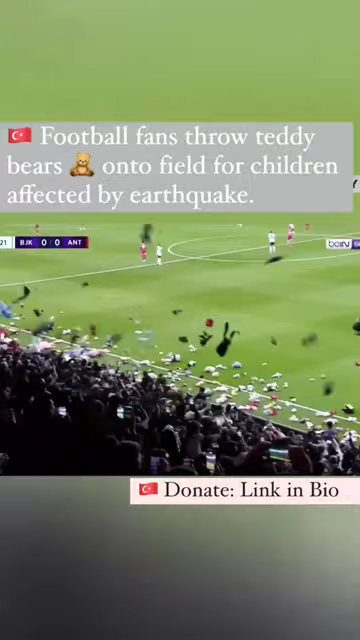 🇹🇷 Football fans throw teddy
bears 🧸 onto field for children
affected by earthquake.
21 BJK 0 0 ANT
beIN
🇹🇷 Donate: Link in Bio